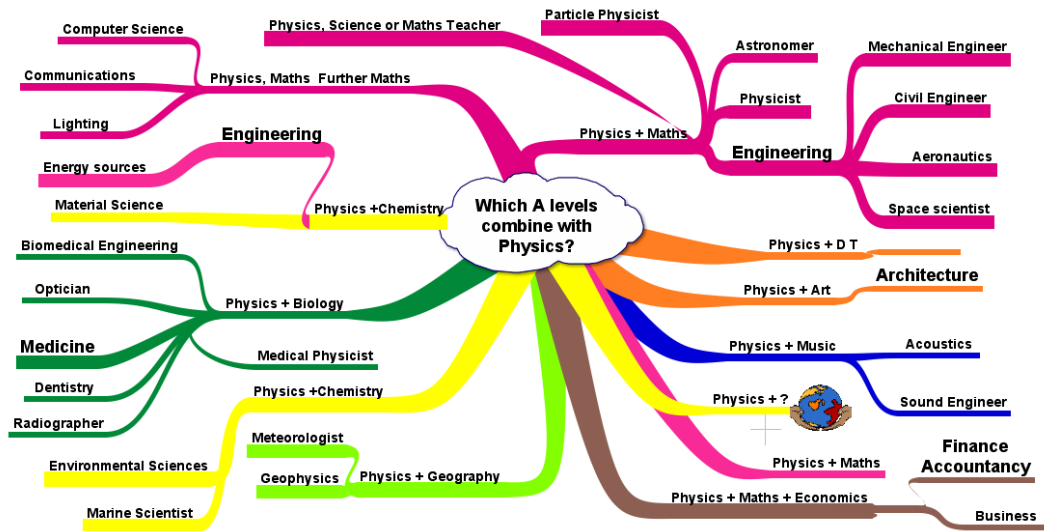 Computer Science
Communications
Lighting
Physics, Maths  Further Maths
Physics, Science or Maths Teacher
Particle Physicist
Astronomer
Physicist
Physics + Maths
Engineering
Mechanical Engineer
Civil Engineer
Aeronautics
Space scientist
Engineering
Energy sources
Material Science
Physics +Chemistry
Which A levels
combine with
Physics?
Physics + D T
Physics + Art
Architecture
Biomedical Engineering
Optician
Physics + Biology
Medicine
Medical Physicist
Dentistry
Radiographer
Physics + Music
Acoustics
Sound Engineer
Physics +Chemistry
Environmental Sciences
Marine Scientist
Physics + ?
Meteorologist
Geophysics
Physics + Geography
Physics + Maths
Physics + Maths + Economics
Finance
Accountancy
Business